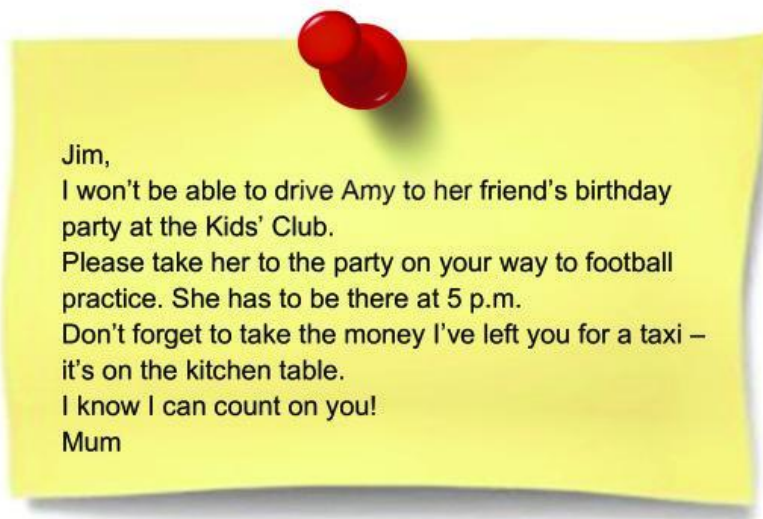 Jim,
I won't be able to drive Amy to her friend's birthday
party at the Kids' Club.
Please take her to the party on your way to football
practice. She has to be there at 5 p.m.
Don't forget to take the money I've left you for a taxi –
it's on the kitchen table.
I know I can count on you!
Mum